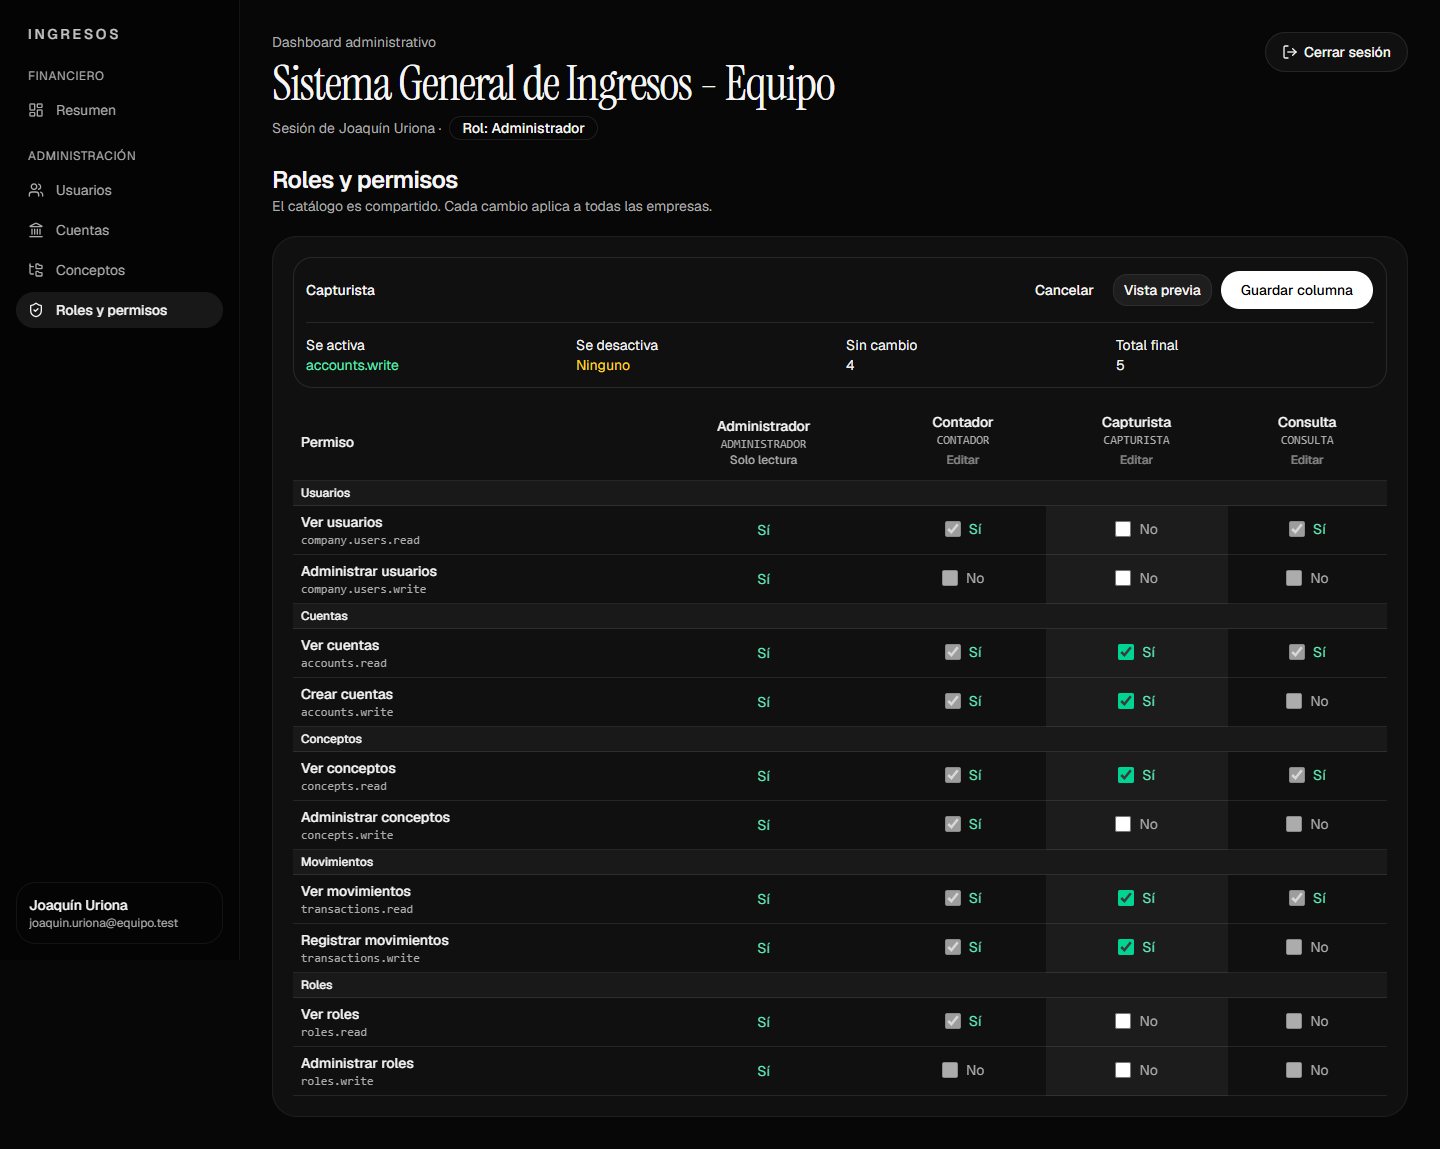 INGRESOS
FINANCIERO
Resumen
ADMINISTRACIÓN
Usuarios
Cuentas
Conceptos
Roles y permisos
Joaquín Uriona
joaquin.uriona@equipo.test
Dashboard administrativo
Sistema General de Ingresos – Equipo
Sesión de Joaquín Uriona · Rol: Administrador
Cerrar sesión
Roles y permisos
El catálogo es compartido. Cada cambio aplica a todas las empresas.
Capturista Cancelar Vista previa Guardar columna
Se activa Se desactiva Sin cambio Total final
accounts.write Ninguno 4 5
Permiso
Administrador Contador Capturista Consulta
ADMINISTRADOR CONTADOR CAPTURISTA CONSULTA
Solo lectura Editar Editar Editar
Usuarios
Ver usuarios Sí Sí No Sí
company.users.read
Administrar usuarios Sí No No No
company.users.write
Cuentas
Ver cuentas Sí Sí Sí Sí
accounts.read
Crear cuentas Sí Sí Sí No
accounts.write
Conceptos
Ver conceptos Sí Sí Sí Sí
concepts.read
Administrar conceptos Sí Sí No No
concepts.write
Movimientos
Ver movimientos Sí Sí Sí Sí
transactions.read
Registrar movimientos Sí Sí Sí No
transactions.write
Roles
Ver roles Sí Sí No No
roles.read
Administrar roles Sí No No No
roles.write